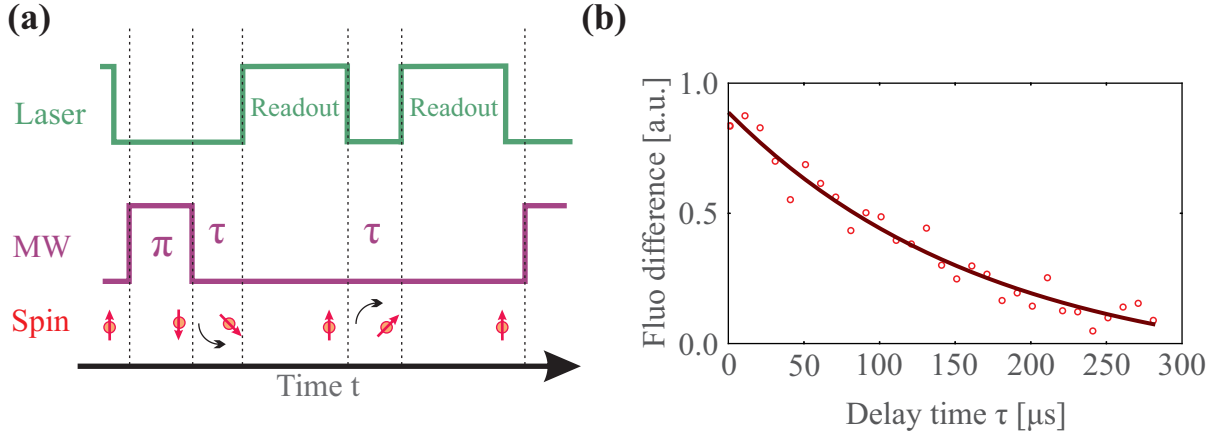 (a)
Laser
Readout Readout
MW
π τ τ
Spin
Time t
(b)
Fluo difference [a.u.]
1.0
0.5
0.0
0 50 100 150 200 250 300
Delay time τ [μs]